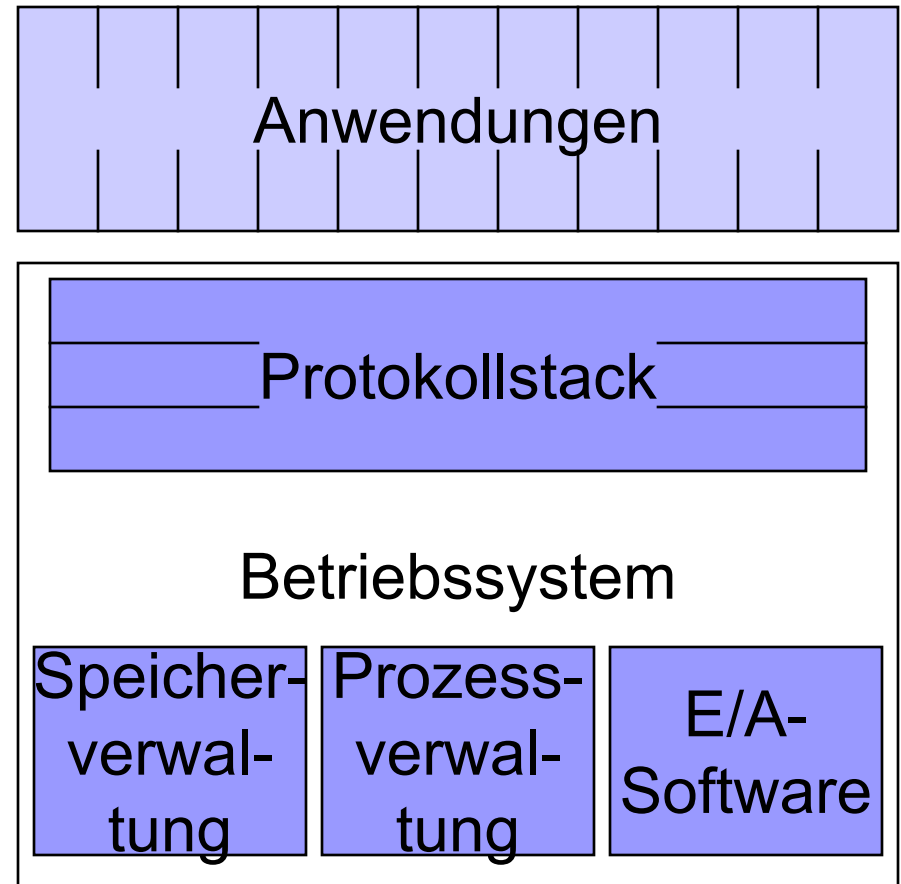 Anwendungen
Protokollstack
Betriebssystem
Speicher-
verwal-
tung
Prozess-
verwal-
tung
E/A-
Software